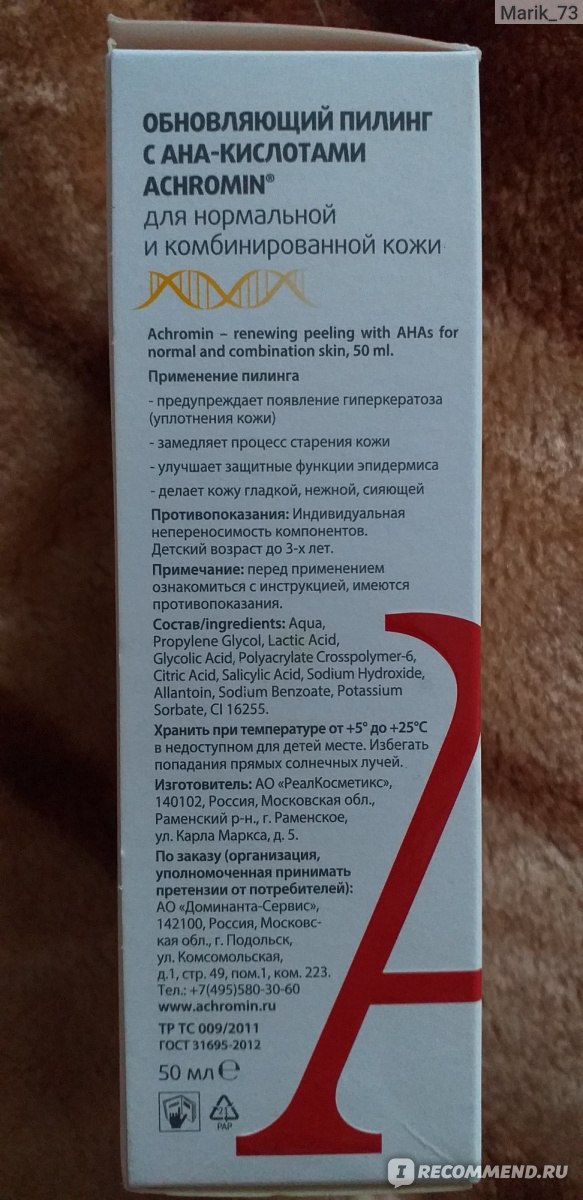 Marik_73
ОБНОВЛЯЮЩИЙ ПИЛИНГ
С АНА-КИСЛОТАМИ
ACHROMIN®
для нормальной
и комбинированной кожи
Achromin – renewing peeling with AHAs for
normal and combination skin, 50 ml.
Применение пилинга
- предупреждает появление гиперкератоза
(уплотнения кожи)
- замедляет процесс старения кожи
- улучшает защитные функции эпидермиса
- делает кожу гладкой, нежной, сияющей
Противопоказания: Индивидуальная
непереносимость компонентов.
Детский возраст до 3-х лет.
Примечание: перед применением
ознакомиться с инструкцией, имеются
противопоказания.
Состав/ingredients: Aqua,
Propylene Glycol, Lactic Acid,
Glycolic Acid, Polyacrylate Crosspolymer-6,
Citric Acid, Salicylic Acid, Sodium Hydroxide,
Allantoin, Sodium Benzoate, Potassium
Sorbate, CI 16255.
Хранить при температуре от +5° до +25°C
в недоступном для детей месте. Избегать
попадания прямых солнечных лучей.
Изготовитель: АО «РеалКосметикс»,
140102, Россия, Московская обл.,
Раменский р-н., г. Раменское,
ул. Карла Маркса, д. 5.
По заказу (организация,
уполномоченная принимать
претензии от потребителей):
АО «Доминанта-Сервис»,
142100, Россия, Московс-
кая обл., г. Подольск,
ул. Комсомольская,
д.1, стр. 49, пом.1, ком. 223.
Тел.: +7(495)580-30-60
www.achromin.ru
ТР ТС 009/2011
ГОСТ 31695-2012
50 мл ℮
21
PAP
A
I RECOMMEND.RU